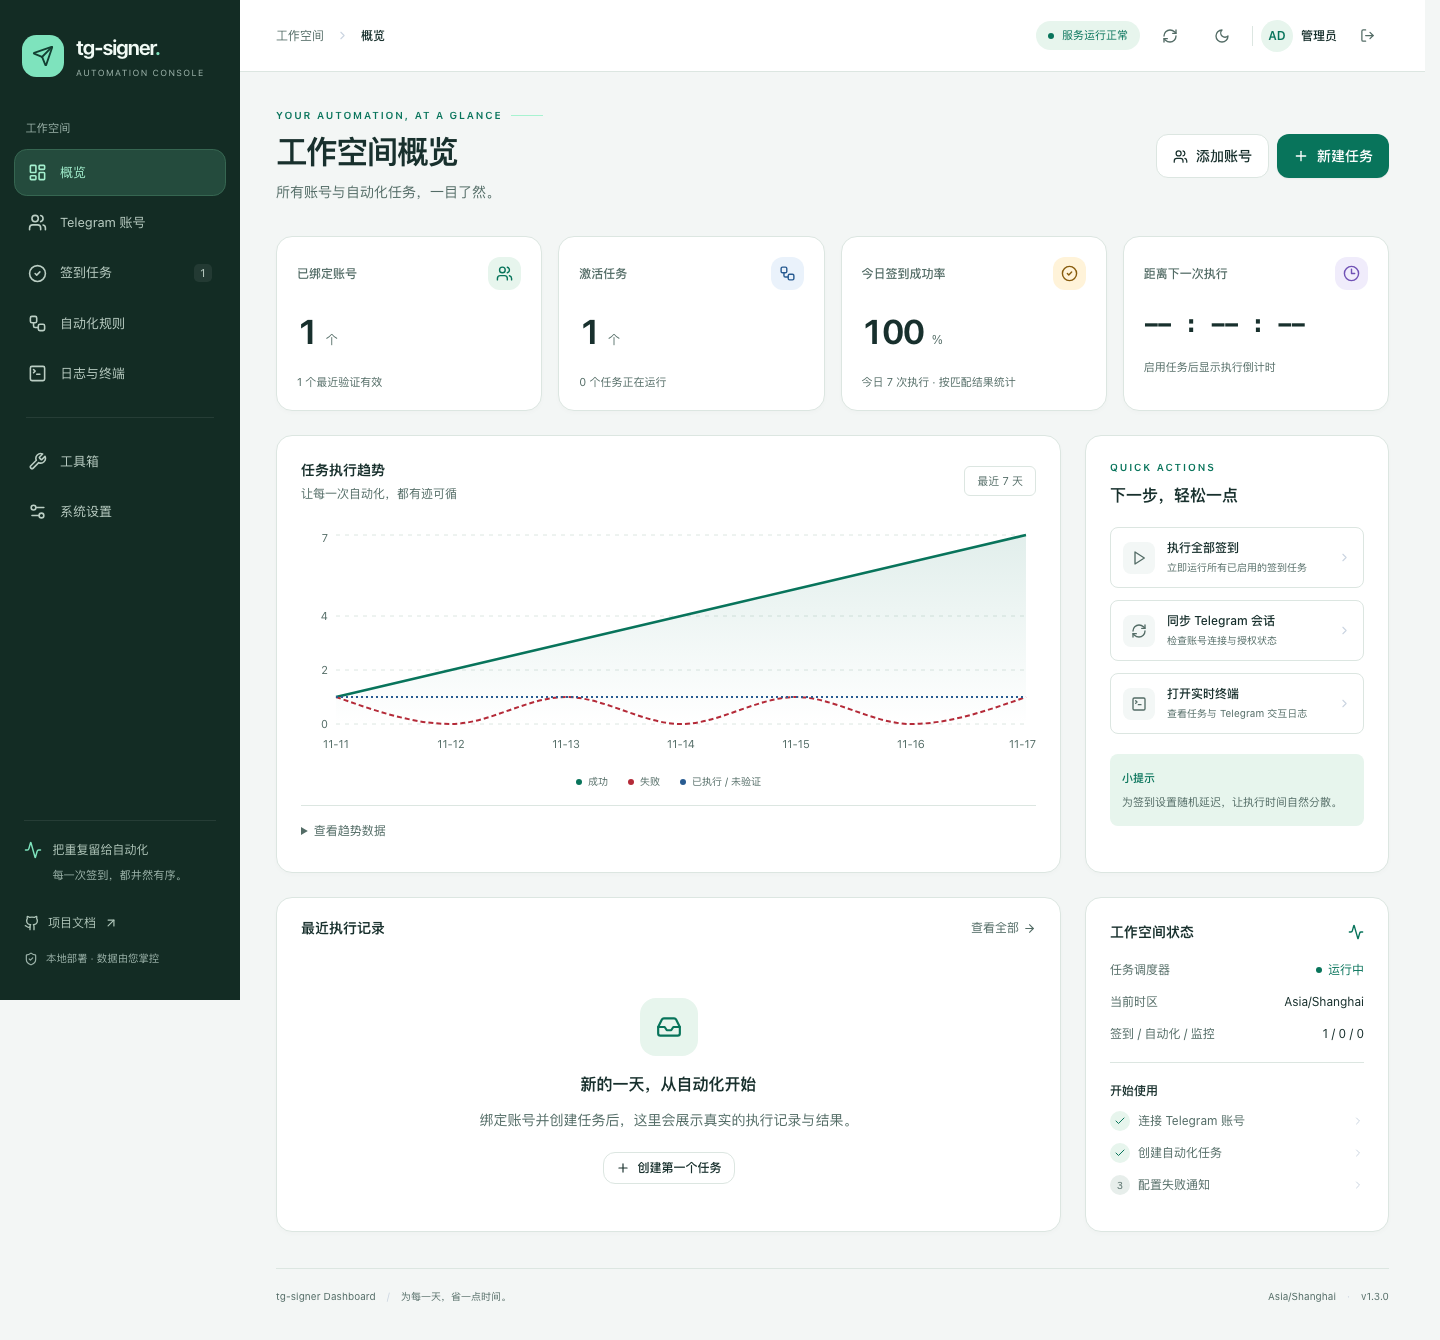 tg-signer.
AUTOMATION CONSOLE
工作空间
概览
Telegram 账号
签到任务 1
自动化规则
日志与终端
工具箱
系统设置
把重复留给自动化
每一次签到，都井然有序。
项目文档
本地部署 · 数据由您掌控
工作空间 概览
服务运行正常
AD 管理员
YOUR AUTOMATION, AT A GLANCE
工作空间概览
所有账号与自动化任务，一目了然。
添加账号
新建任务
已绑定账号
1 个
1 个最近验证有效
激活任务
1 个
0 个任务正在运行
今日签到成功率
100 %
今日 7 次执行 · 按匹配结果统计
距离下一次执行
— : — : —
启用任务后显示执行倒计时
任务执行趋势
让每一次自动化，都有迹可循
最近 7 天
7
4
2
0
11-11 11-12 11-13 11-14 11-15 11-16 11-17
成功 失败 已执行 / 未验证
查看趋势数据
QUICK ACTIONS
下一步，轻松一点
执行全部签到
立即运行所有已启用的签到任务
同步 Telegram 会话
检查账号连接与授权状态
打开实时终端
查看任务与 Telegram 交互日志
小提示
为签到设置随机延迟，让执行时间自然分散。
最近执行记录
查看全部
新的一天，从自动化开始
绑定账号并创建任务后，这里会展示真实的执行记录与结果。
创建第一个任务
工作空间状态
任务调度器 运行中
当前时区 Asia/Shanghai
签到 / 自动化 / 监控 1 / 0 / 0
开始使用
连接 Telegram 账号
创建自动化任务
3 配置失败通知
tg-signer Dashboard / 为每一天，省一点时间。
Asia/Shanghai · v1.3.0